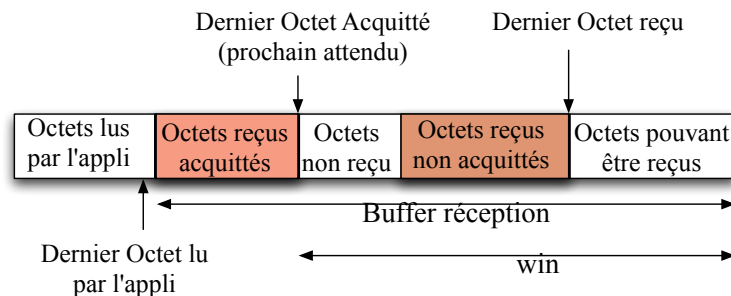 Dernier Octet Acquitté
(prochain attendu)
Dernier Octet reçu
Octets lus
par l'appli
Octets reçus
acquittés
Octets
non reçu
Octets reçus
non acquittés
Octets pouvant
être reçus
Buffer réception
Dernier Octet lu
par l'appli
win